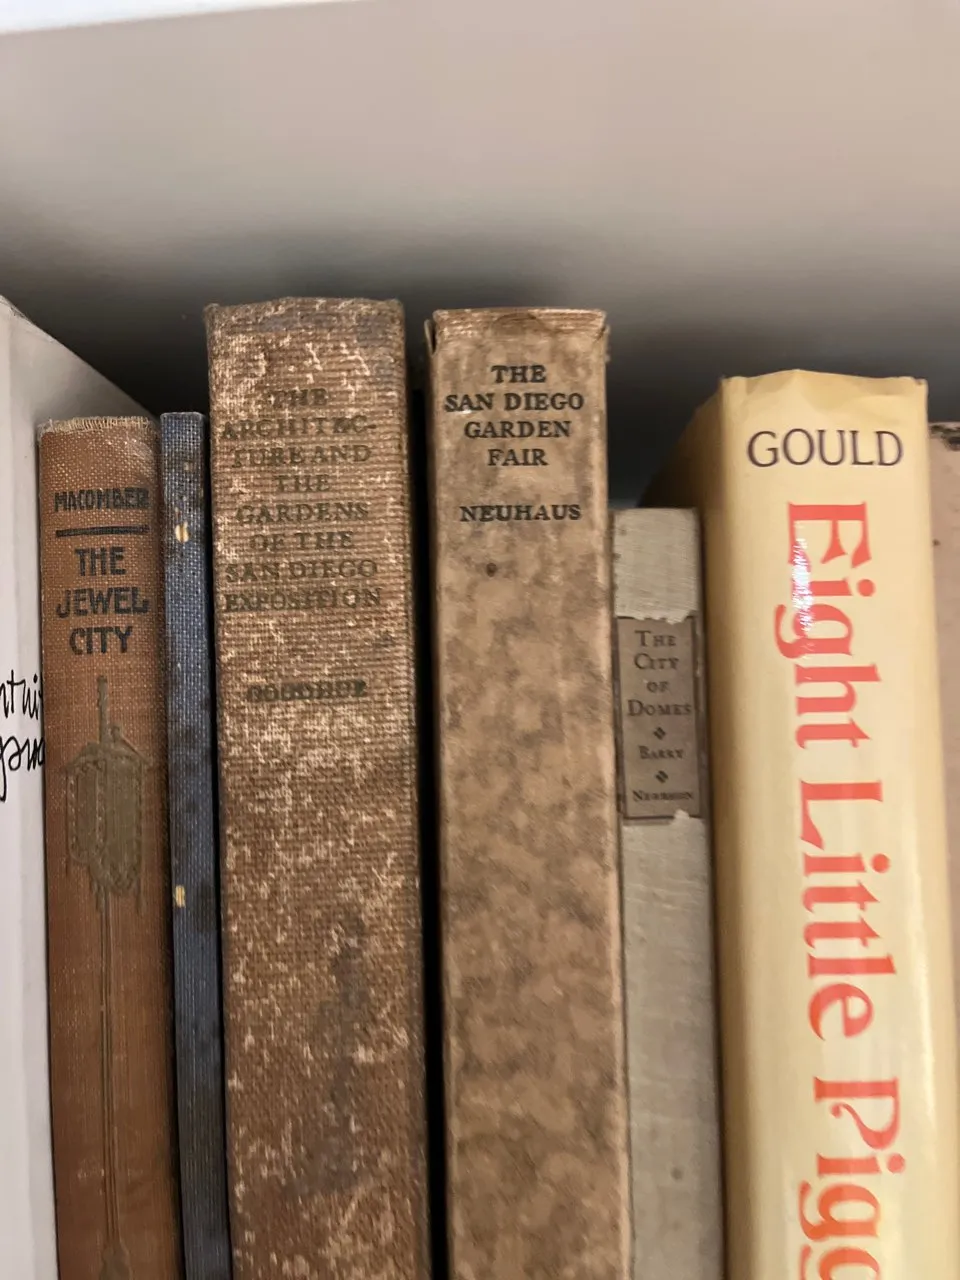 MACOMBER
THE
JEWEL
CITY
THE
ARCHITEC-
TURE AND
THE
GARDENS
OF THE
SAN DIEGO
EXPOSITION
GOODHUE
THE
SAN DIEGO
GARDEN
FAIR
NEUHAUS
THE
CITY
OF
DOMES
BARRY
GOULD
Eight Little Pigg